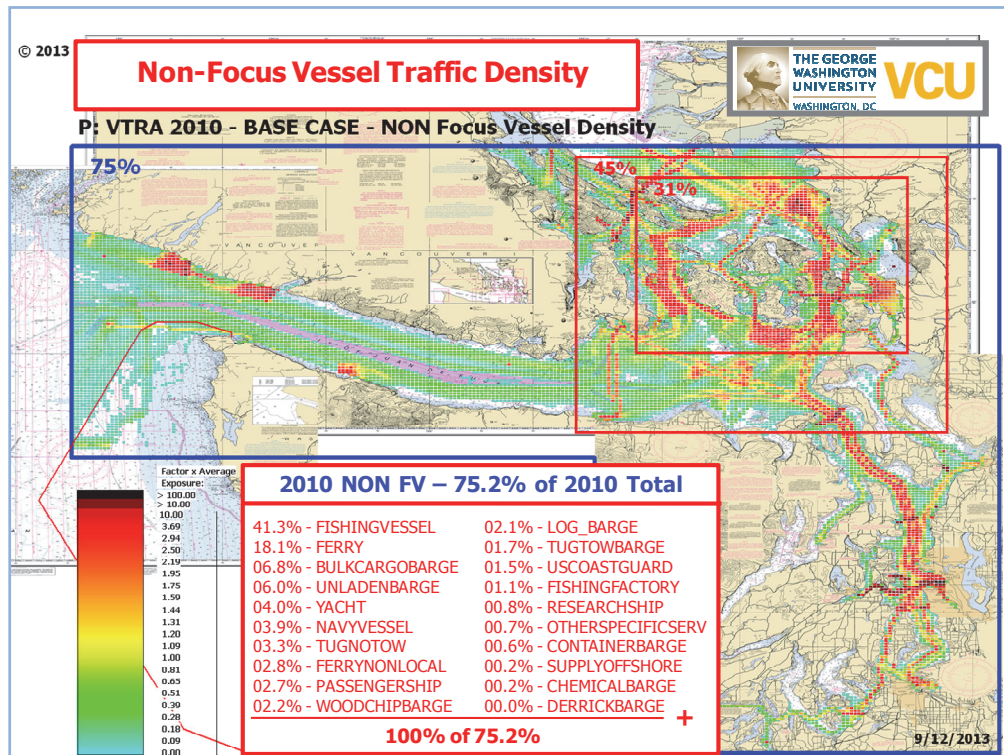 © 2013
Non-Focus Vessel Traffic Density
THE GEORGE
WASHINGTON
UNIVERSITY
WASHINGTON, DC
VCU
P: VTRA 2010 - BASE CASE - NON Focus Vessel Density
75%
45%
31%
VANCOUVER
VANCOUVER
Factor x Average
Exposure:
> 100.00
> 10.00
10.00
3.69
2.94
2.50
2.19
1.95
1.75
1.59
1.44
1.31
1.20
1.09
1.00
0.81
0.65
0.51
0.39
0.28
0.18
0.09
0.00
2010 NON FV – 75.2% of 2010 Total
41.3% - FISHINGVESSEL
18.1% - FERRY
06.8% - BULKCARGOBARGE
06.0% - UNLADENBARGE
04.0% - YACHT
03.9% - NAVYVESSEL
03.3% - TUGNOTOW
02.8% - FERRYNONLOCAL
02.7% - PASSENGERSHIP
02.2% - WOODCHIPBARGE
02.1% - LOG_BARGE
01.7% - TUGTOWBARGE
01.5% - USCOASTGUARD
01.1% - FISHINGFACTORY
00.8% - RESEARCHSHIP
00.7% - OTHERSPECIFICSERV
00.6% - CONTAINERBARGE
00.2% - SUPPLYOFFSHORE
00.2% - CHEMICALBARGE
00.0% - DERRICKBARGE
+
100% of 75.2%
9/12/2013